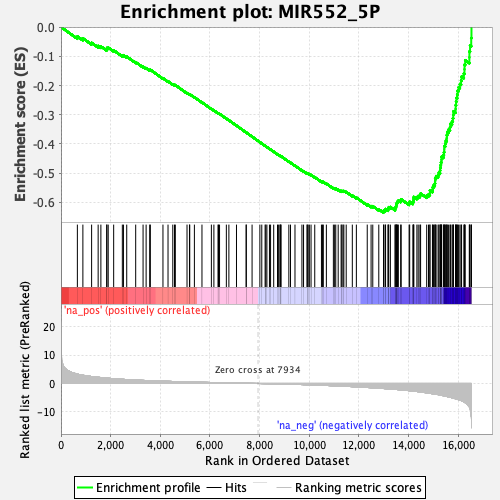 Enrichment plot: MIR552_5P
Enrichment score (ES)
0.0
-0.1
-0.2
-0.3
-0.4
-0.5
-0.6
'na_pos' (positively correlated)
Ranked list metric (PreRanked)
20
10
0
-10
Zero cross at 7934
'na_neg' (negatively correlated)
0
2,000
4,000
6,000
8,000
10,000
12,000
14,000
16,000
Rank in Ordered Dataset
Enrichment profile
Hits
Ranking metric scores